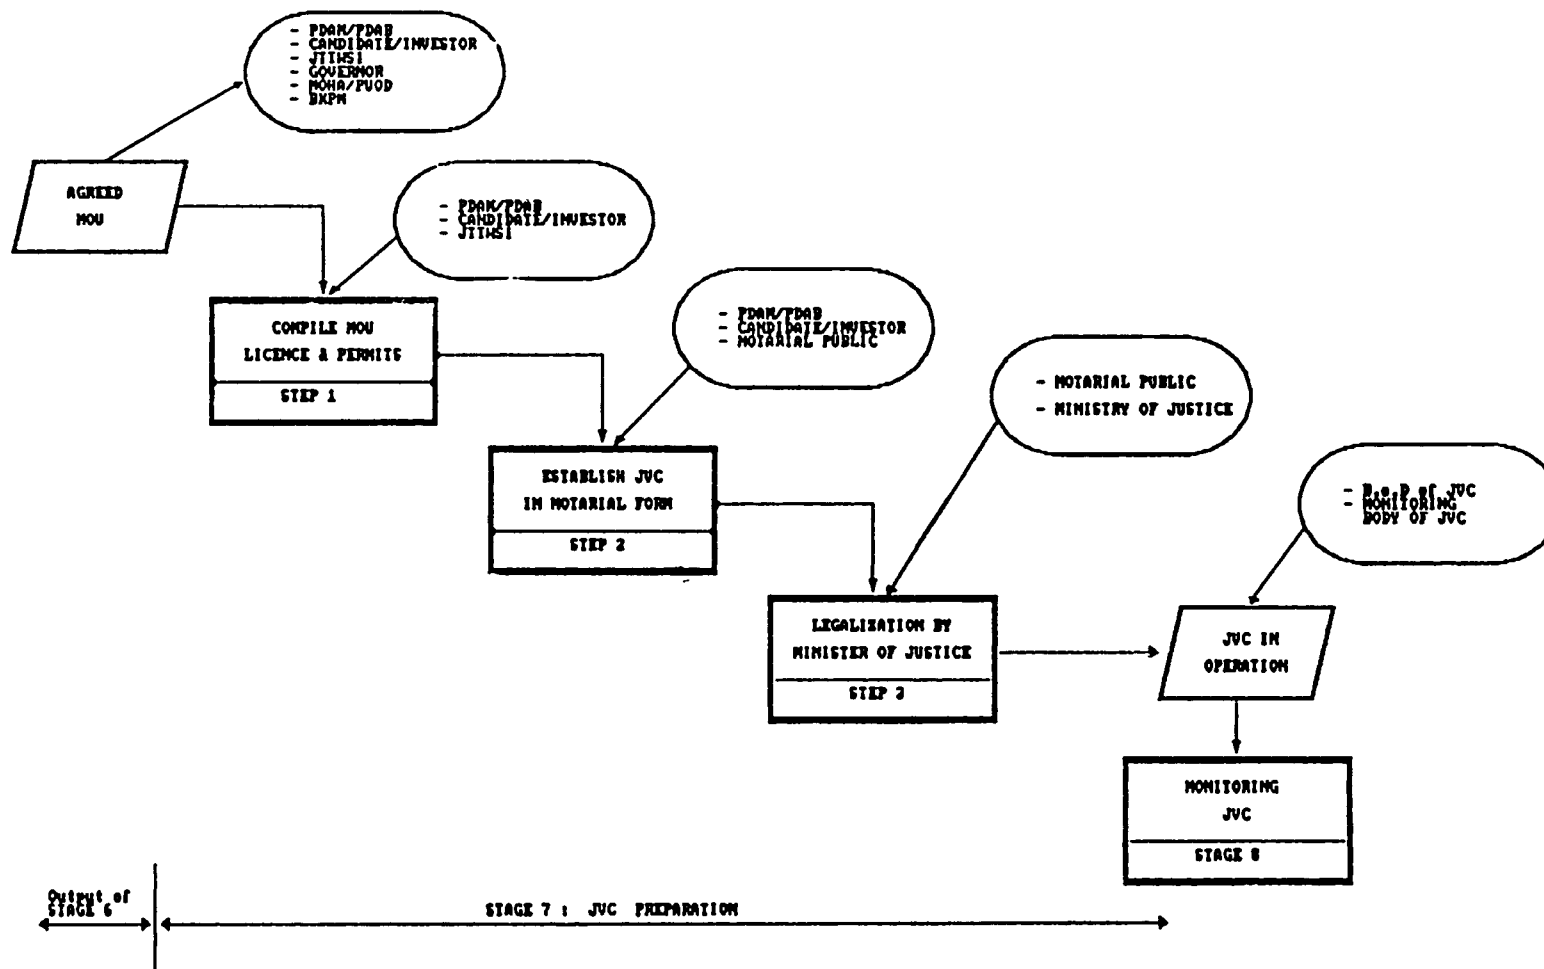 - PDAM/PDAB
- CANDIDATE/INVESTOR
- JTIWSI
- GOVERNOR
- MOHA/PUOD
- BKPM
AGREED
MOU
- PDAM/PDAB
- CANDIDATE/INVESTOR
- JTIWSI
COMPILE MOU
LICENCE & PERMITS
STEP 1
- PDAM/PDAB
- CANDIDATE/INVESTOR
- NOTARIAL PUBLIC
ESTABLISH JVC
IN NOTARIAL FORM
STEP 2
- NOTARIAL PUBLIC
- MINISTRY OF JUSTICE
LEGALIZATION BY
MINISTER OF JUSTICE
STEP 3
- B.o.D of JVC
- MONITORING
BODY OF JVC
JVC IN
OPERATION
MONITORING
JVC
STAGE 8
Output of
STAGE 6
STAGE 7 : JVC PREPARATION